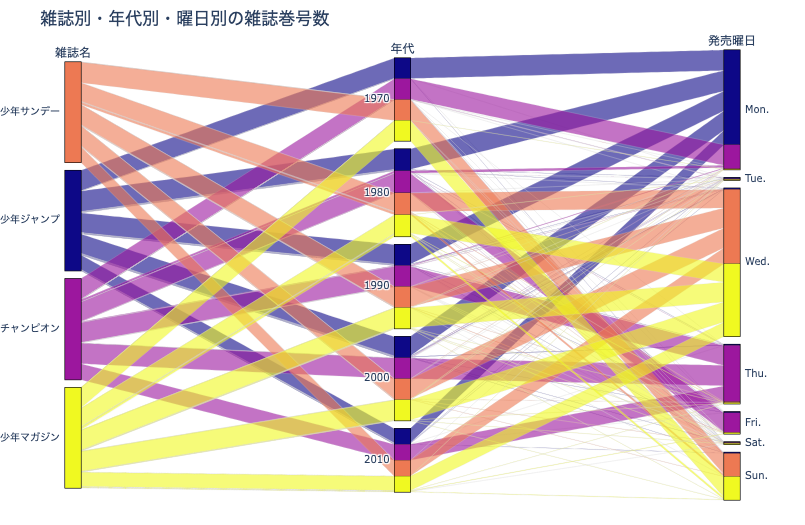 雑誌別・年代別・曜日別の雑誌巻号数
雑誌名
年代
発売曜日
少年サンデー
少年ジャンプ
チャンピオン
少年マガジン
1970
1980
1990
2000
2010
Mon.
Tue.
Wed.
Thu.
Fri.
Sat.
Sun.